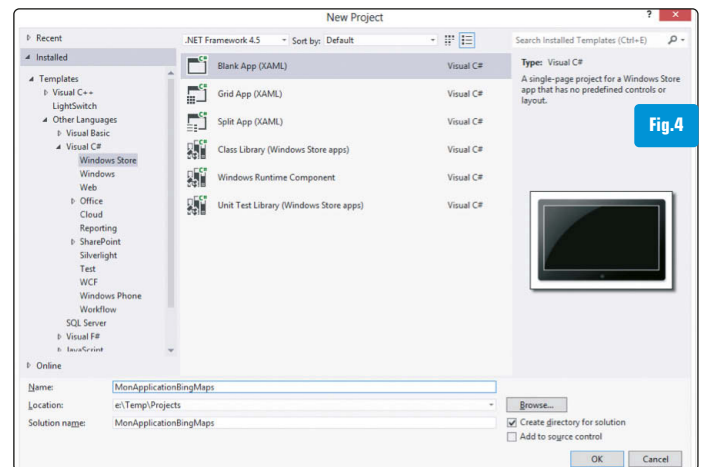 New Project
? ×
Recent
.NET Framework 4.5
Sort by: Default
Search Installed Templates (Ctrl+E)
Installed
Templates
Visual C++
LightSwitch
Other Languages
Visual Basic
Visual C#
Windows Store
Windows
Web
Office
Cloud
Reporting
SharePoint
Silverlight
Test
WCF
Windows Phone
Workflow
SQL Server
Visual F#
JavaScript
Online
Blank App (XAML) Visual C#
Grid App (XAML) Visual C#
Split App (XAML) Visual C#
Class Library (Windows Store apps) Visual C#
Windows Runtime Component Visual C#
Unit Test Library (Windows Store apps) Visual C#
Type: Visual C#
A single-page project for a Windows Store
app that has no predefined controls or
layout.
Fig.4
Name: MonApplicationBingMaps
Location: e:\Temp\Projects
Browse...
Solution name: MonApplicationBingMaps
Create directory for solution
Add to source control
OK Cancel